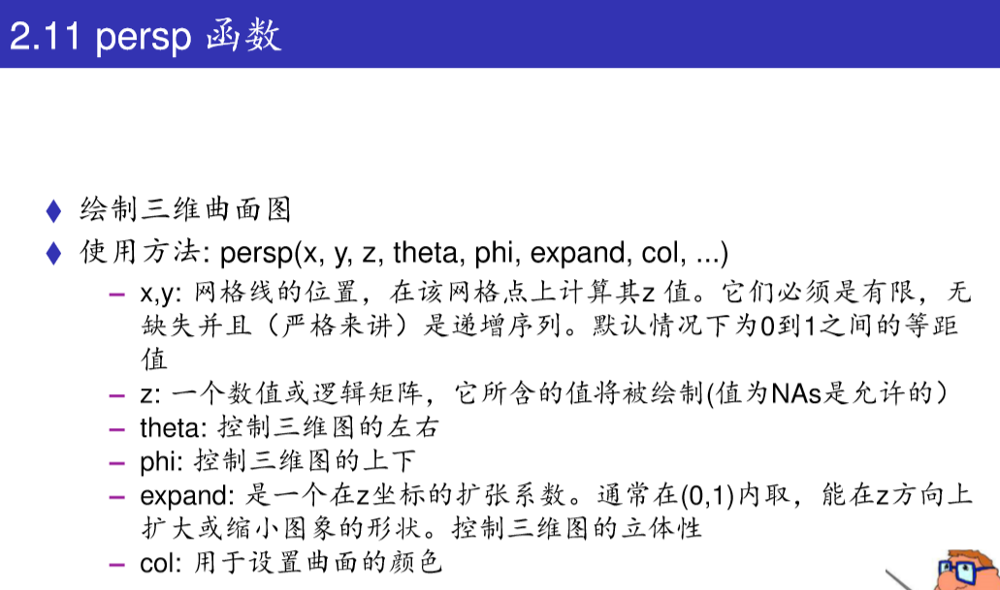 2.11 persp 函数
绘制三维曲面图
使用方法: persp(x, y, z, theta, phi, expand, col, ...)
– x,y: 网格线的位置，在该网格点上计算其z 值。它们必须是有限，无
缺失并且（严格来讲）是递增序列。默认情况下为0到1之间的等距
值
– z: 一个数值或逻辑矩阵，它所含的值将被绘制(值为NAs是允许的）
– theta: 控制三维图的左右
– phi: 控制三维图的上下
– expand: 是一个在z坐标的扩张系数。通常在(0,1)内取，能在z方向上
扩大或缩小图象的形状。控制三维图的立体性
– col: 用于设置曲面的颜色